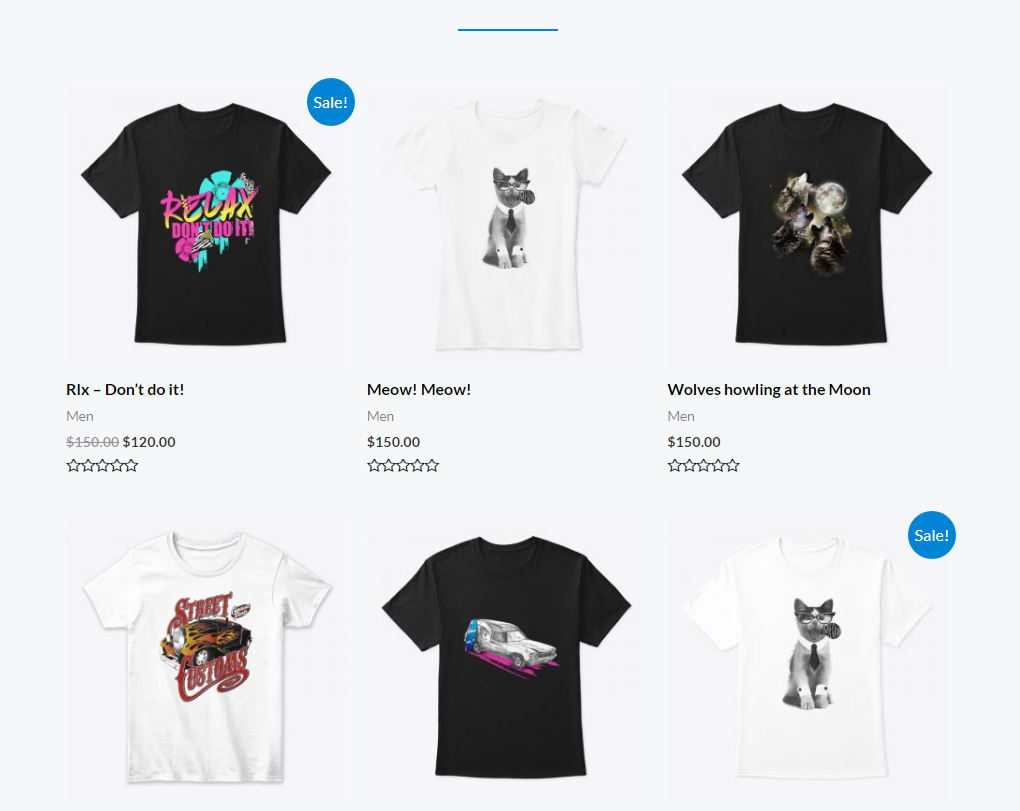 Sale!
RELAX
DON'T DO IT!
Rlx – Don’t do it!
Meow! Meow!
Wolves howling at the Moon
Men
Men
Men
$150.00 $120.00
$150.00
$150.00
Sale!
STREET
CUSTOMS